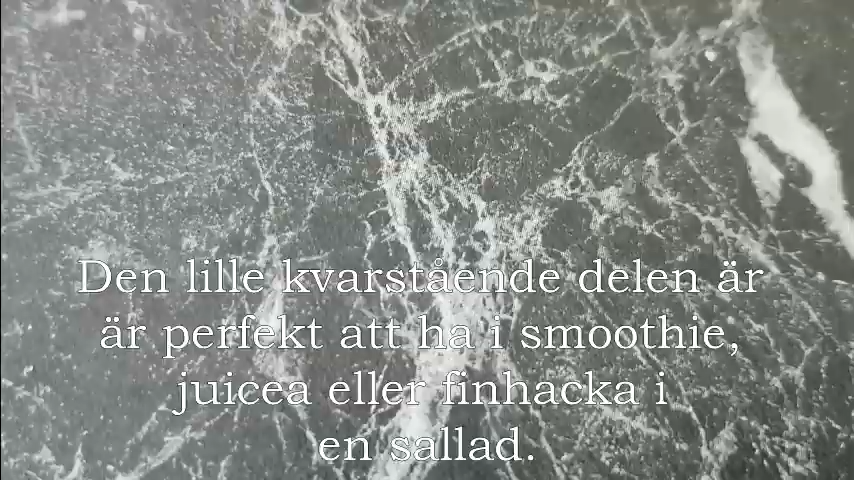 Den lille kvarstående delen är
är perfekt att ha i smoothie,
juicea eller finhacka i
en sallad.